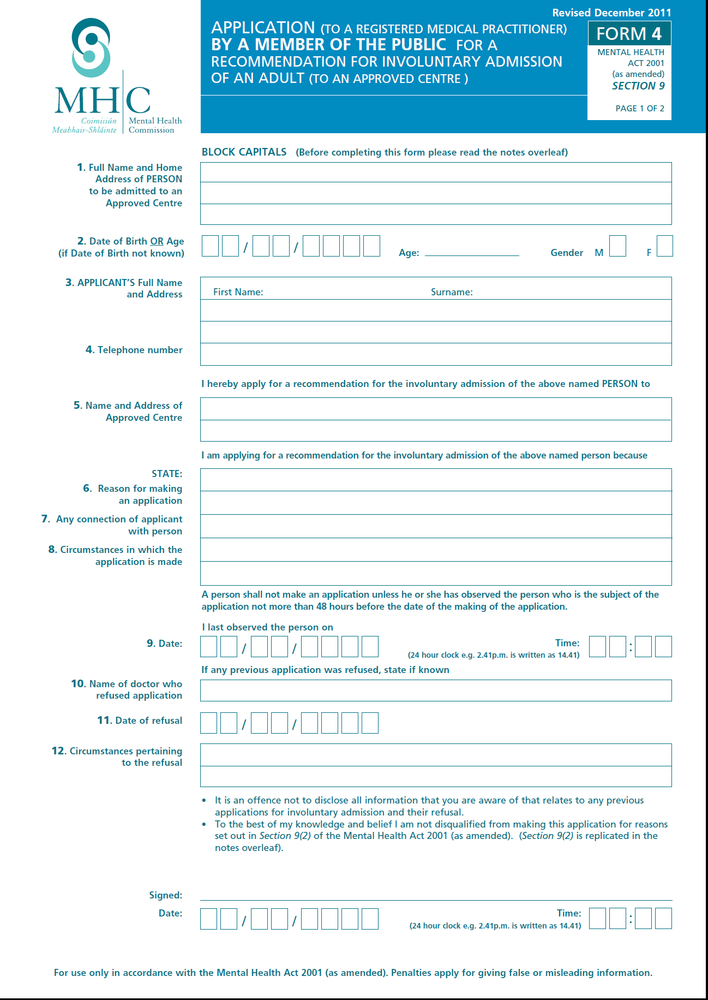 Revised December 2011
MHC
Coimisiún
Meabhair-Shláinte
Mental Health
Commission
APPLICATION (TO A REGISTERED MEDICAL PRACTITIONER)
BY A MEMBER OF THE PUBLIC FOR A
RECOMMENDATION FOR INVOLUNTARY ADMISSION
OF AN ADULT (TO AN APPROVED CENTRE )
FORM 4
MENTAL HEALTH
ACT 2001
(as amended)
SECTION 9
PAGE 1 OF 2
BLOCK CAPITALS (Before completing this form please read the notes overleaf)
1. Full Name and Home
Address of PERSON
to be admitted to an
Approved Centre
2. Date of Birth OR Age
(if Date of Birth not known)
/ /
Age:
Gender M F
3. APPLICANT'S Full Name
and Address
First Name: Surname:
4. Telephone number
I hereby apply for a recommendation for the involuntary admission of the above named PERSON to
5. Name and Address of
Approved Centre
I am applying for a recommendation for the involuntary admission of the above named person because
STATE:
6. Reason for making
an application
7. Any connection of applicant
with person
8. Circumstances in which the
application is made
A person shall not make an application unless he or she has observed the person who is the subject of the
application not more than 48 hours before the date of the making of the application.
I last observed the person on
9. Date: / / Time: :
(24 hour clock e.g. 2.41p.m. is written as 14.41)
If any previous application was refused, state if known
10. Name of doctor who
refused application
11. Date of refusal / /
12. Circumstances pertaining
to the refusal
• It is an offence not to disclose all information that you are aware of that relates to any previous
applications for involuntary admission and their refusal.
• To the best of my knowledge and belief I am not disqualified from making this application for reasons
set out in Section 9(2) of the Mental Health Act 2001 (as amended). (Section 9(2) is replicated in the
notes overleaf).
Signed:
Date: / / Time: :
(24 hour clock e.g. 2.41p.m. is written as 14.41)
For use only in accordance with the Mental Health Act 2001 (as amended). Penalties apply for giving false or misleading information.